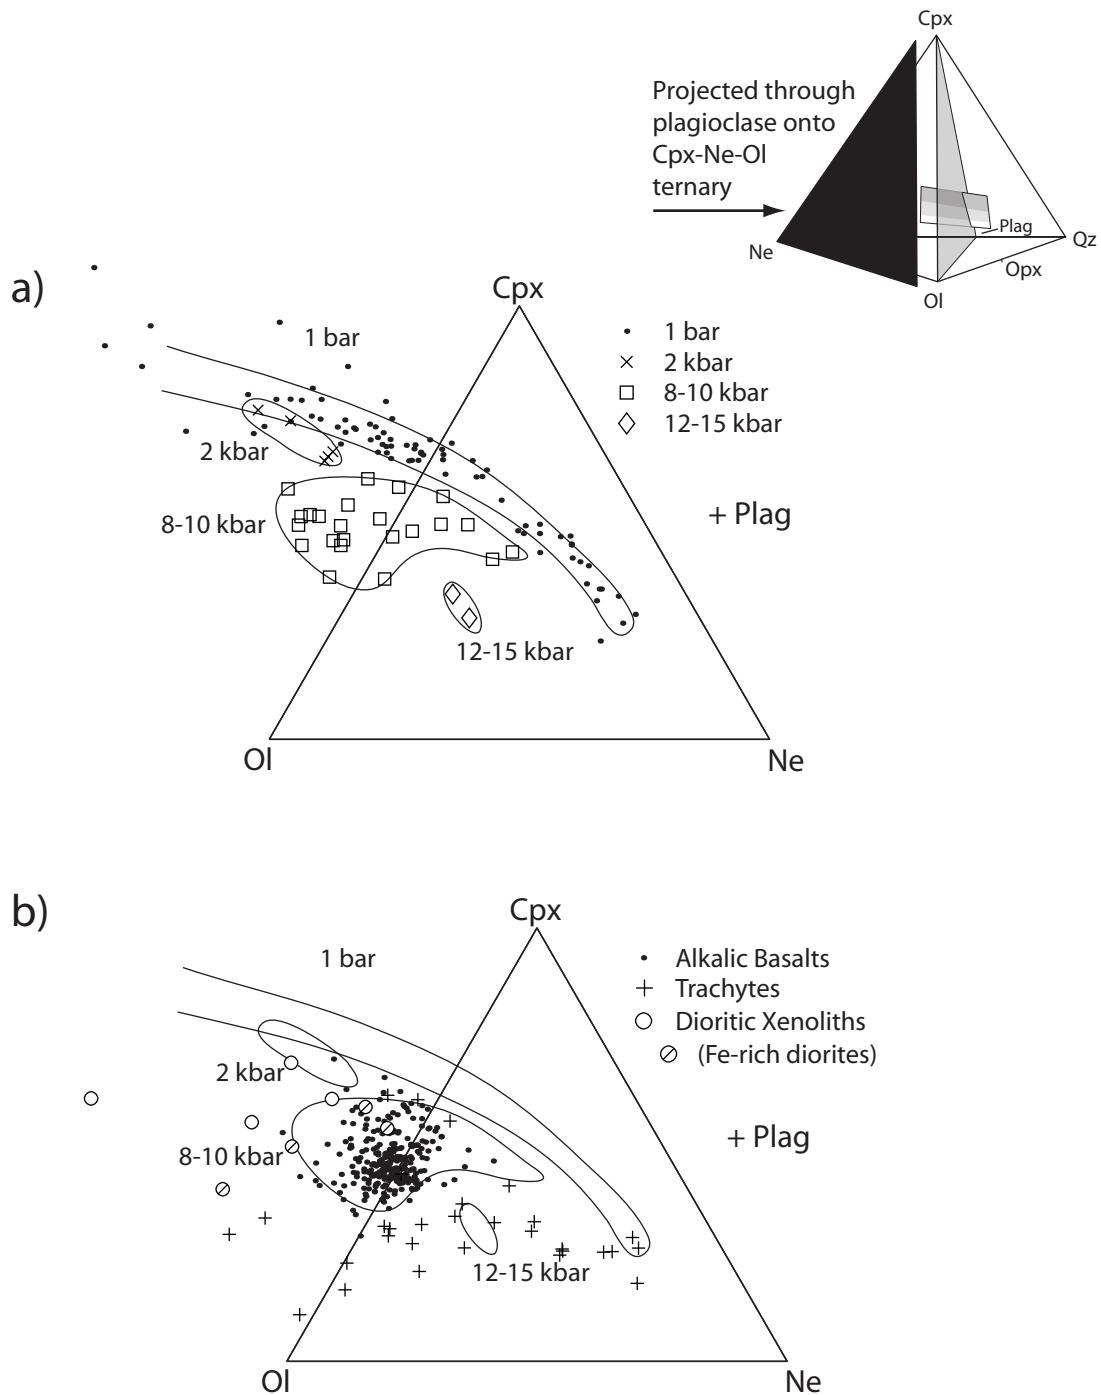 Cpx
Projected through
plagioclase onto
Cpx-Ne-Ol
ternary
Plag
Ne
Qz
Opx
Ol
a)
Cpx
1 bar
1 bar
2 kbar
8-10 kbar
12-15 kbar
2 kbar
8-10 kbar
+ Plag
12-15 kbar
Ol
Ne
b)
Cpx
1 bar
Alkalic Basalts
Trachytes
Dioritic Xenoliths
(Fe-rich diorites)
2 kbar
8-10 kbar
+ Plag
12-15 kbar
Ol
Ne